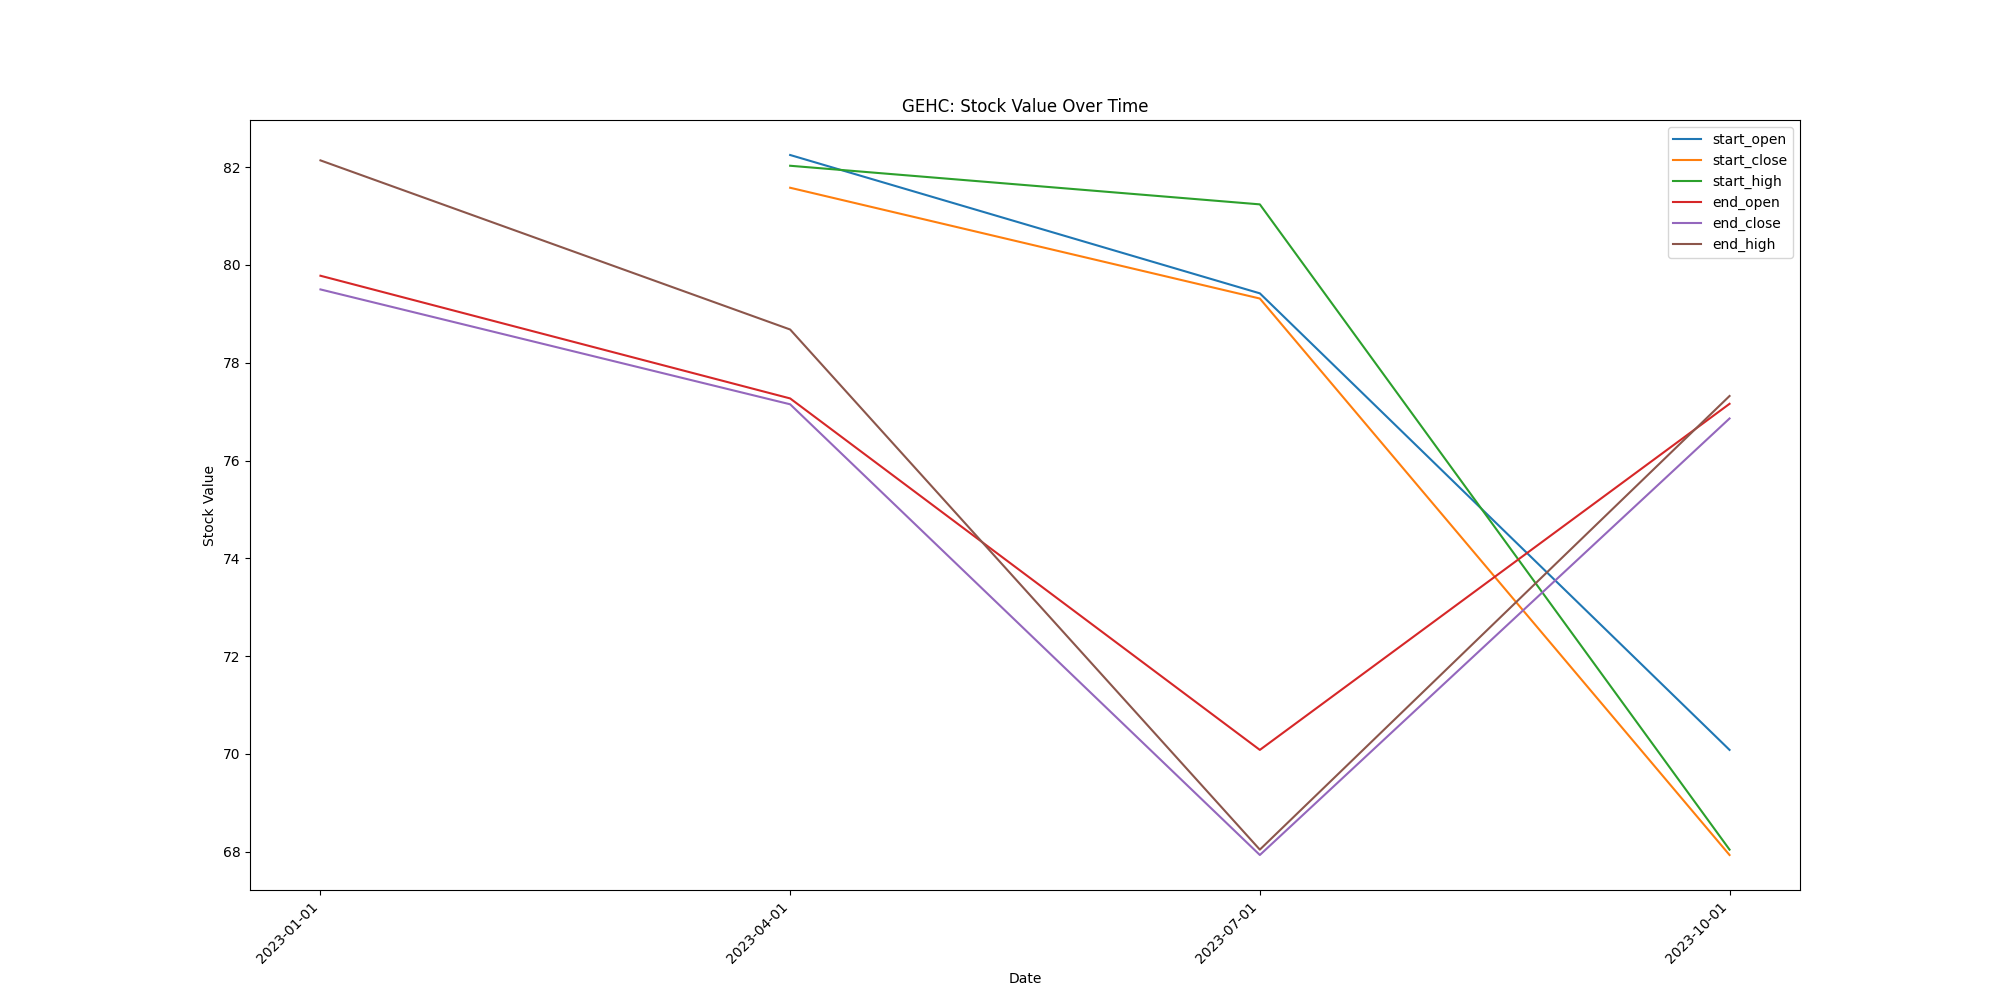 GEHC: Stock Value Over Time
start_open
start_close
start_high
end_open
end_close
end_high
82
80
78
76
74
72
70
68
Stock Value
2023-01-01
2023-04-01
2023-07-01
2023-10-01
Date